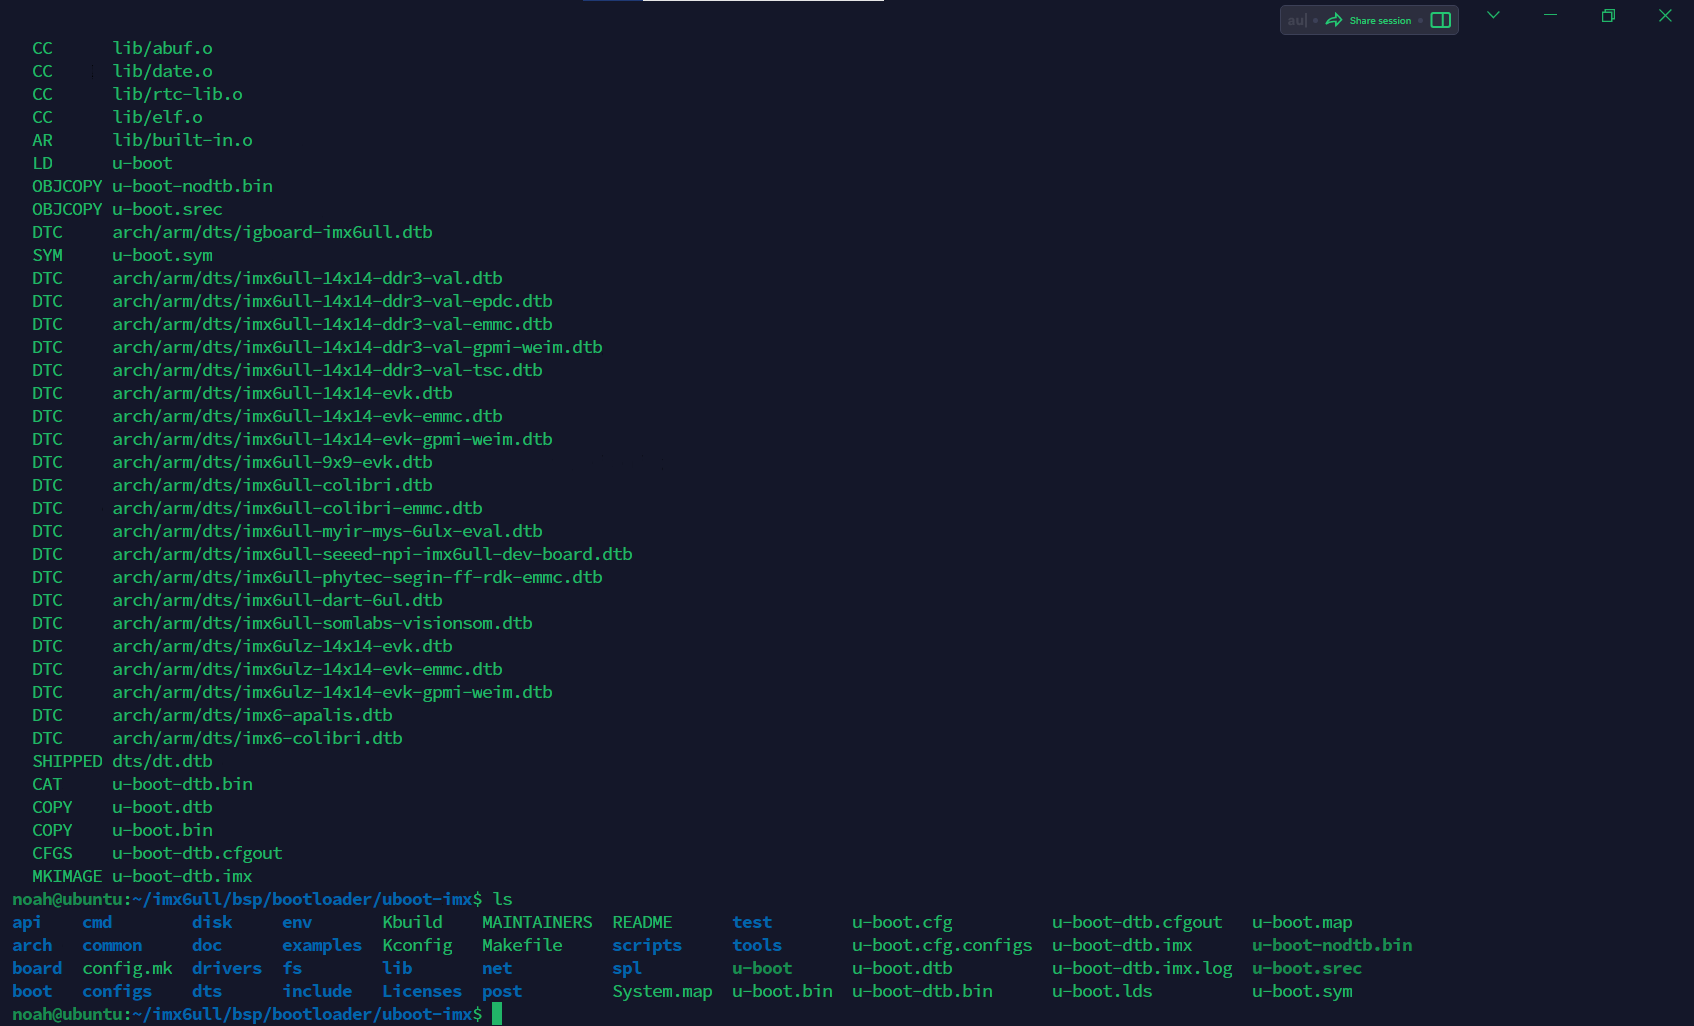 au Share session
CC lib/abuf.o
CC lib/date.o
CC lib/rtc-lib.o
CC lib/elf.o
AR lib/built-in.o
LD u-boot
OBJCOPY u-boot-nodtb.bin
OBJCOPY u-boot.srec
DTC arch/arm/dts/igboard-imx6ull.dtb
SYM u-boot.sym
DTC arch/arm/dts/imx6ull-14x14-ddr3-val.dtb
DTC arch/arm/dts/imx6ull-14x14-ddr3-val-epdc.dtb
DTC arch/arm/dts/imx6ull-14x14-ddr3-val-emmc.dtb
DTC arch/arm/dts/imx6ull-14x14-ddr3-val-gpmi-weim.dtb
DTC arch/arm/dts/imx6ull-14x14-ddr3-val-tsc.dtb
DTC arch/arm/dts/imx6ull-14x14-evk.dtb
DTC arch/arm/dts/imx6ull-14x14-evk-emmc.dtb
DTC arch/arm/dts/imx6ull-14x14-evk-gpmi-weim.dtb
DTC arch/arm/dts/imx6ull-9x9-evk.dtb
DTC arch/arm/dts/imx6ull-colibri.dtb
DTC arch/arm/dts/imx6ull-colibri-emmc.dtb
DTC arch/arm/dts/imx6ull-myir-mys-6ulx-eval.dtb
DTC arch/arm/dts/imx6ull-seeed-npi-imx6ull-dev-board.dtb
DTC arch/arm/dts/imx6ull-phytec-segin-ff-rdk-emmc.dtb
DTC arch/arm/dts/imx6ull-dart-6ul.dtb
DTC arch/arm/dts/imx6ull-somlabs-visionsom.dtb
DTC arch/arm/dts/imx6ulz-14x14-evk.dtb
DTC arch/arm/dts/imx6ulz-14x14-evk-emmc.dtb
DTC arch/arm/dts/imx6ulz-14x14-evk-gpmi-weim.dtb
DTC arch/arm/dts/imx6-apalis.dtb
DTC arch/arm/dts/imx6-colibri.dtb
SHIPPED dts/dt.dtb
CAT u-boot-dtb.bin
COPY u-boot.dtb
COPY u-boot.bin
CFGS u-boot-dtb.cfgout
MKIMAGE u-boot-dtb.imx
noah@ubuntu:~/imx6ull/bsp/bootloader/uboot-imx$ ls
api cmd disk env Kbuild MAINTAINERS README test u-boot.cfg u-boot-dtb.cfgout u-boot.map
arch common doc examples Kconfig Makefile scripts tools u-boot.cfg.configs u-boot-dtb.imx u-boot-nodtb.bin
board config.mk drivers fs lib net spl u-boot u-boot.dtb u-boot-dtb.imx.log u-boot.srec
boot configs dts include Licenses post System.map u-boot.bin u-boot-dtb.bin u-boot.lds u-boot.sym
noah@ubuntu:~/imx6ull/bsp/bootloader/uboot-imx$